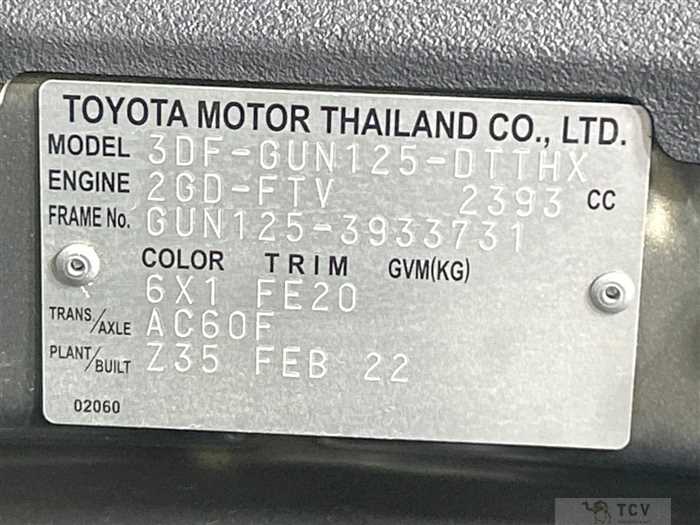 TOYOTA MOTOR THAILAND CO., LTD.
MODEL 3DF-GUN125-DTTHX
ENGINE 2GD-FTV 2393 CC
FRAME No. GUN125-3933731
COLOR TRIM GVM(KG)
6X1 FE20
TRANS/AXLE AC60F
PLANT/BUILT Z35 FEB 22
02060
TCV